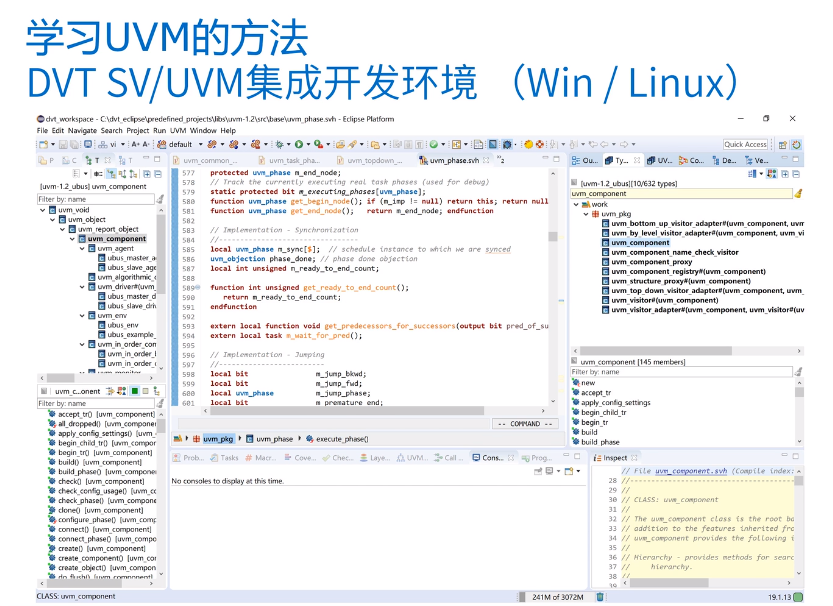 学习UVM的方法
DVT SV/UVM集成开发环境 （Win / Linux）
dvt_workspace - C:\dvt_eclipse\predefined_projects\libs\uvm-1.2\src\base\uvm_phase.svh - Eclipse Platform
File Edit Navigate Search Project Run UVM Window Help
vi A+ A- default Quick Access
P C T T
uvm_common_... uvm_task_pha... uvm_topdown_... uvm_phase.svh »2
Ou... Ty... UV... Co... De... Ve...
[uvm-1.2_ubus] uvm_component
Filter by: name
uvm_void
uvm_object
uvm_report_object
uvm_component
uvm_agent
ubus_master_a
ubus_slave_age
uvm_algorithmic_c
uvm_driver#(uvm
ubus_master_d
ubus_slave_driv
uvm_env
ubus_env
ubus_example_
uvm_in_order_con
uvm_in_order_l
uvm_in_order_
uvm_monitor
uvm_c...onent
Filter by: name
accept_tr() [uvm_component]
all_dropped() [uvm_componen
apply_config_settings() [uvm_
begin_child_tr() [uvm_compor
begin_tr() [uvm_component]
build() [uvm_component]
build_phase() [uvm_componen
check() [uvm_component]
check_config_usage() [uvm_co
check_phase() [uvm_compone
clone() [uvm_component]
configure_phase() [uvm_comp
connect() [uvm_component]
connect_phase() [uvm_compo
create() [uvm_component]
create_component() [uvm_cor
create_object() [uvm_compon
do_flush() [uvm_component]
577 protected uvm_phase m_end_node;
578 // Track the currently executing real task phases (used for debug)
579 static protected bit m_executing_phases[uvm_phase];
580 function uvm_phase get_begin_node(); if (m_imp != null) return this; return null
581 function uvm_phase get_end_node(); return m_end_node; endfunction
582
583 // Implementation - Synchronization
584 //--------------------------------
585 local uvm_phase m_sync[$]; // schedule instance to which we are synced
586 uvm_objection phase_done; // phase done objection
587 local int unsigned m_ready_to_end_count;
588
589 function int unsigned get_ready_to_end_count();
590 return m_ready_to_end_count;
591 endfunction
592
593 extern local function void get_predecessors_for_successors(output bit pred_of_su
594 extern local task m_wait_for_pred();
595
596 // Implementation - Jumping
597 //------------------------
598 local bit m_jump_bkwd;
599 local bit m_jump_fwd;
600 local uvm_phase m_jump_phase;
601 local bit m_premature_end;
-- COMMAND --
uvm_pkg uvm_phase execute_phase()
Prob... Tasks Macr... Cove... Chec... Laye... UVM... Call ... Cons... Prog...
No consoles to display at this time.
[uvm-1.2_ubus][10/632 types]
uvm_component
work
uvm_pkg
uvm_bottom_up_visitor_adapter#(uvm_component, uvm
uvm_by_level_visitor_adapter#(uvm_component, uvm_vi
uvm_component
uvm_component_name_check_visitor
uvm_component_proxy
uvm_component_registry#(uvm_component)
uvm_structure_proxy#(uvm_component)
uvm_top_down_visitor_adapter#(uvm_component, uvm_
uvm_visitor#(uvm_component)
uvm_visitor_adapter#(uvm_component, uvm_visitor#(uv
uvm_component [145 members]
Filter by: name
new
accept_tr
apply_config_settings
begin_child_tr
begin_tr
build
build_phase
Inspect
// File uvm_component.svh (Compile index:
28 //
29 //
30 // CLASS: uvm_component
31 //
32 // The uvm_component class is the root ba
33 // addition to the features inherited fro
34 // uvm_component provides the following i
35 //
36 // Hierarchy - provides methods for searc
37 // hierarchy.
38 //
39
CLASS: uvm_component
241M of 3072M
19.1.13